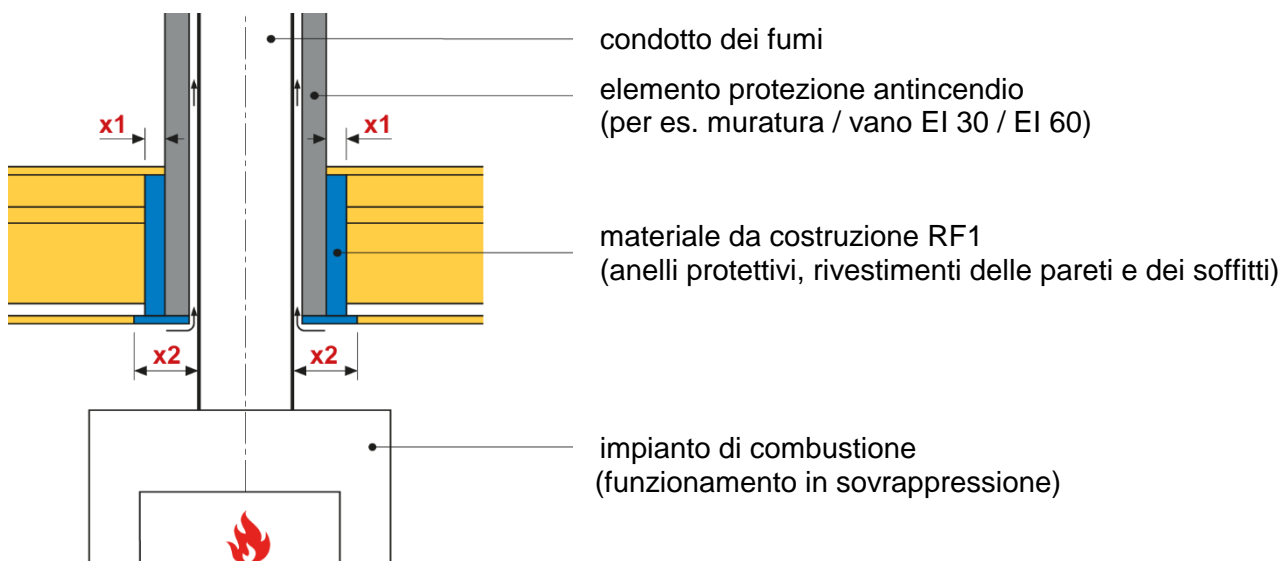 condotto dei fumi
elemento protezione antincendio
(per es. muratura / vano EI 30 / EI 60)
x1
x1
materiale da costruzione RF1
(anelli protettivi, rivestimenti delle pareti e dei soffitti)
x2
x2
impianto di combustione
(funzionamento in sovrappressione)